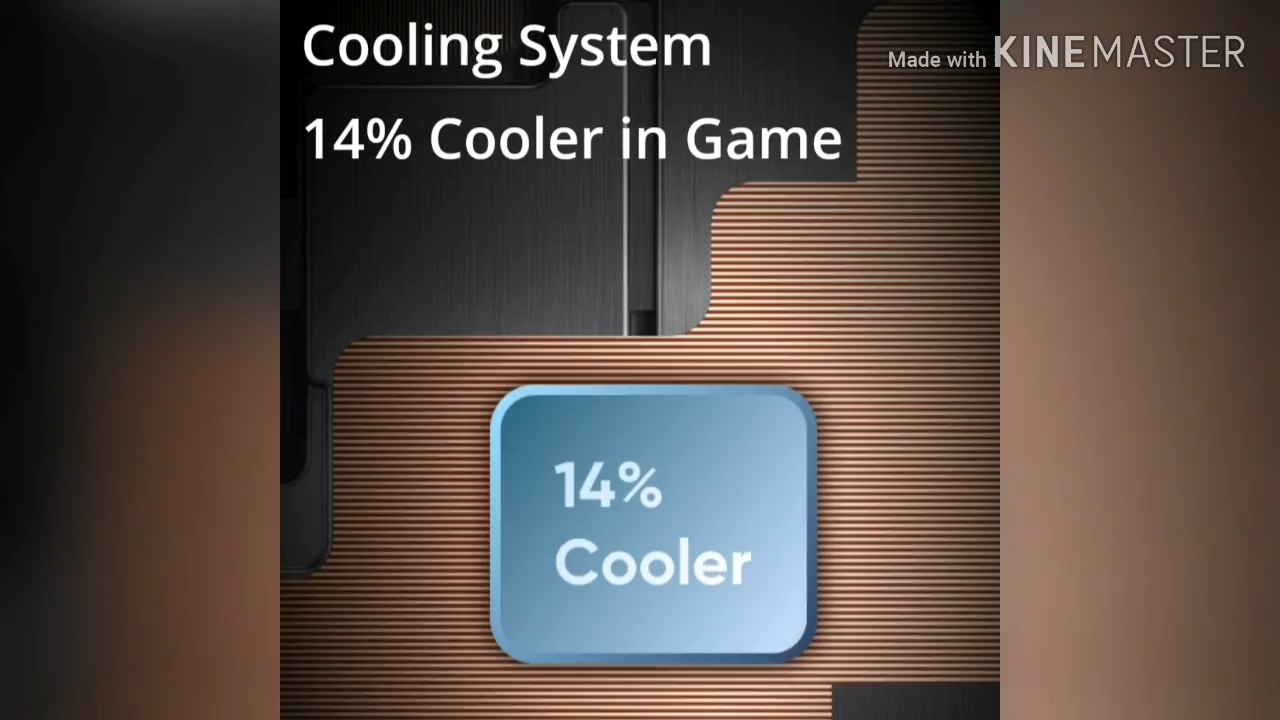 Cooling System
Made with KINEMASTER
14% Cooler in Game
14%
Cooler